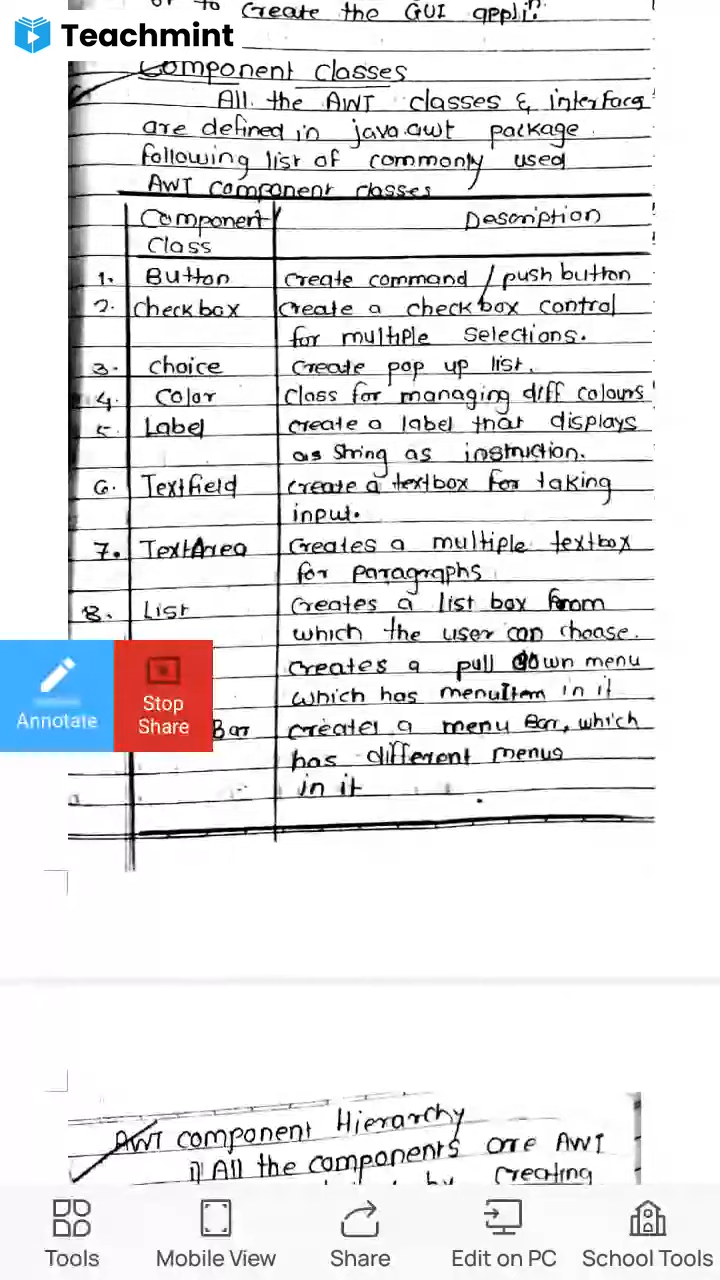 or to create the GUI appli?
Teachmint
Component classes
All the AWT classes & interfaces
are defined in java.awt package.
following list of commonly used
AWT component classes
Component Class Description
1. Button create command / push button
2. checkbox create a checkbox control
for multiple selections.
3. choice create pop up list.
4. color class for managing diff colours
5. Label create a label that displays
as string as instruction.
6. Textfield create a textbox for taking
input.
7. TextArea creates a multiple textbox
for paragraphs
8. List creates a list box from
which the user can choose.
creates a pull down menu
which has menuItem in it
Bar creates a menu Bar, which
has different menus
in it
Annotate
Stop
Share
AWT component Hierarchy
1) All the components are AWT
by creating
Tools Mobile View Share Edit on PC School Tools